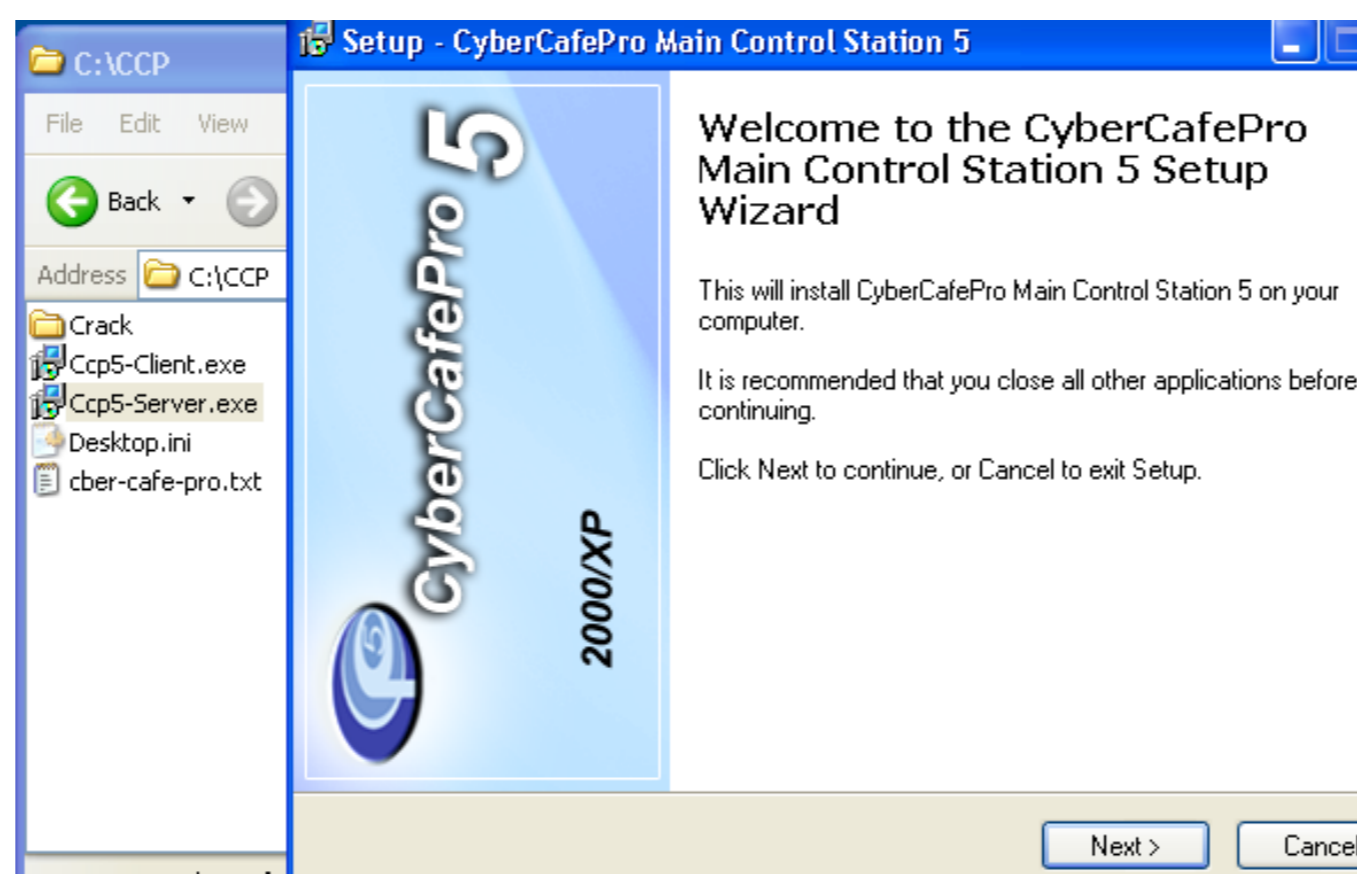 C:\CCP
File Edit View
Back
Address C:\CCP
Crack
Ccp5-Client.exe
Ccp5-Server.exe
Desktop.ini
cber-cafe-pro.txt
Setup - CyberCafePro Main Control Station 5
CyberCafePro 5
2000/XP
Welcome to the CyberCafePro
Main Control Station 5 Setup
Wizard
This will install CyberCafePro Main Control Station 5 on your
computer.
It is recommended that you close all other applications before
continuing.
Click Next to continue, or Cancel to exit Setup.
Next >
Cancel